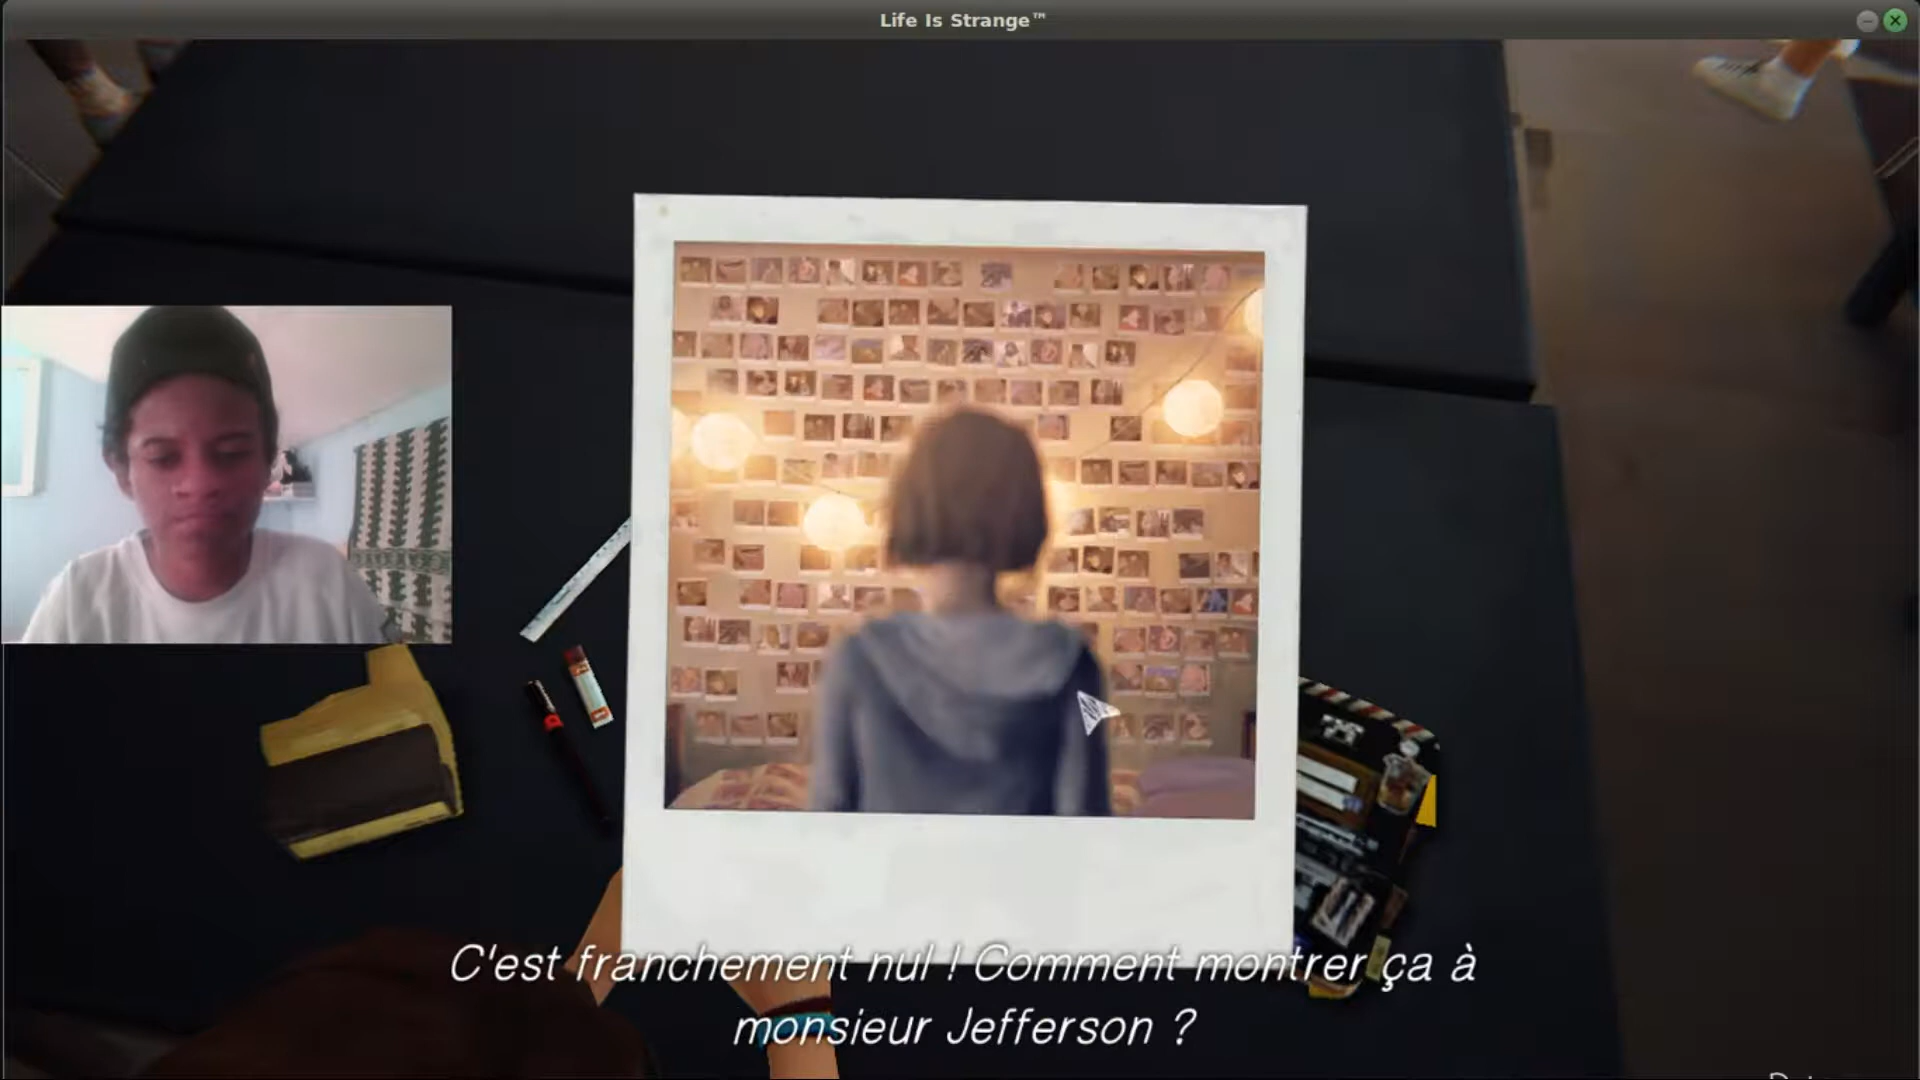 Life Is Strange™
C'est franchement nul ! Comment montrer ça à
monsieur Jefferson ?